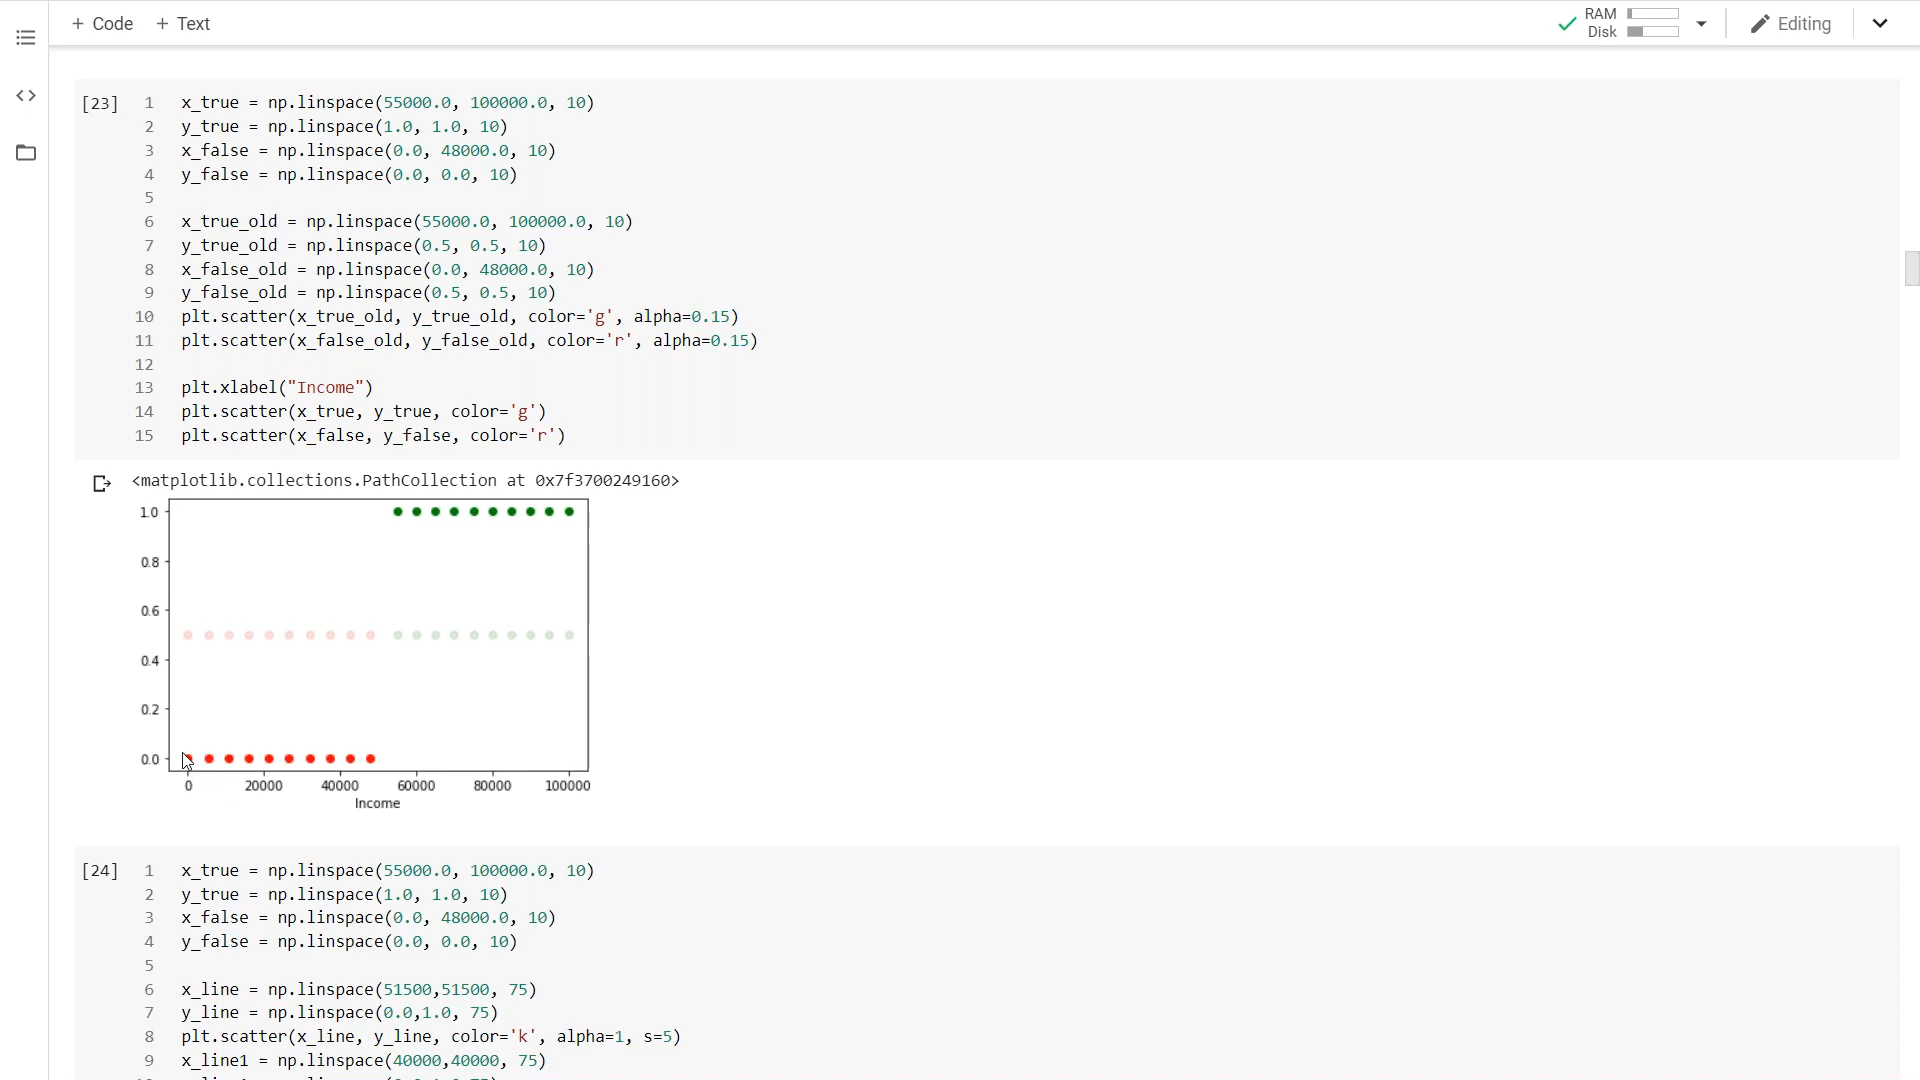 + Code + Text
RAM
Disk
Editing
[23] 1 x_true = np.linspace(55000.0, 100000.0, 10)
2 y_true = np.linspace(1.0, 1.0, 10)
3 x_false = np.linspace(0.0, 48000.0, 10)
4 y_false = np.linspace(0.0, 0.0, 10)
5
6 x_true_old = np.linspace(55000.0, 100000.0, 10)
7 y_true_old = np.linspace(0.5, 0.5, 10)
8 x_false_old = np.linspace(0.0, 48000.0, 10)
9 y_false_old = np.linspace(0.5, 0.5, 10)
10 plt.scatter(x_true_old, y_true_old, color='g', alpha=0.15)
11 plt.scatter(x_false_old, y_false_old, color='r', alpha=0.15)
12
13 plt.xlabel("Income")
14 plt.scatter(x_true, y_true, color='g')
15 plt.scatter(x_false, y_false, color='r')
<matplotlib.collections.PathCollection at 0x7f3700249160>
1.0
0.8
0.6
0.4
0.2
0.0
0 20000 40000 60000 80000 100000
Income
[24] 1 x_true = np.linspace(55000.0, 100000.0, 10)
2 y_true = np.linspace(1.0, 1.0, 10)
3 x_false = np.linspace(0.0, 48000.0, 10)
4 y_false = np.linspace(0.0, 0.0, 10)
5
6 x_line = np.linspace(51500,51500, 75)
7 y_line = np.linspace(0.0,1.0, 75)
8 plt.scatter(x_line, y_line, color='k', alpha=1, s=5)
9 x_line1 = np.linspace(40000,40000, 75)